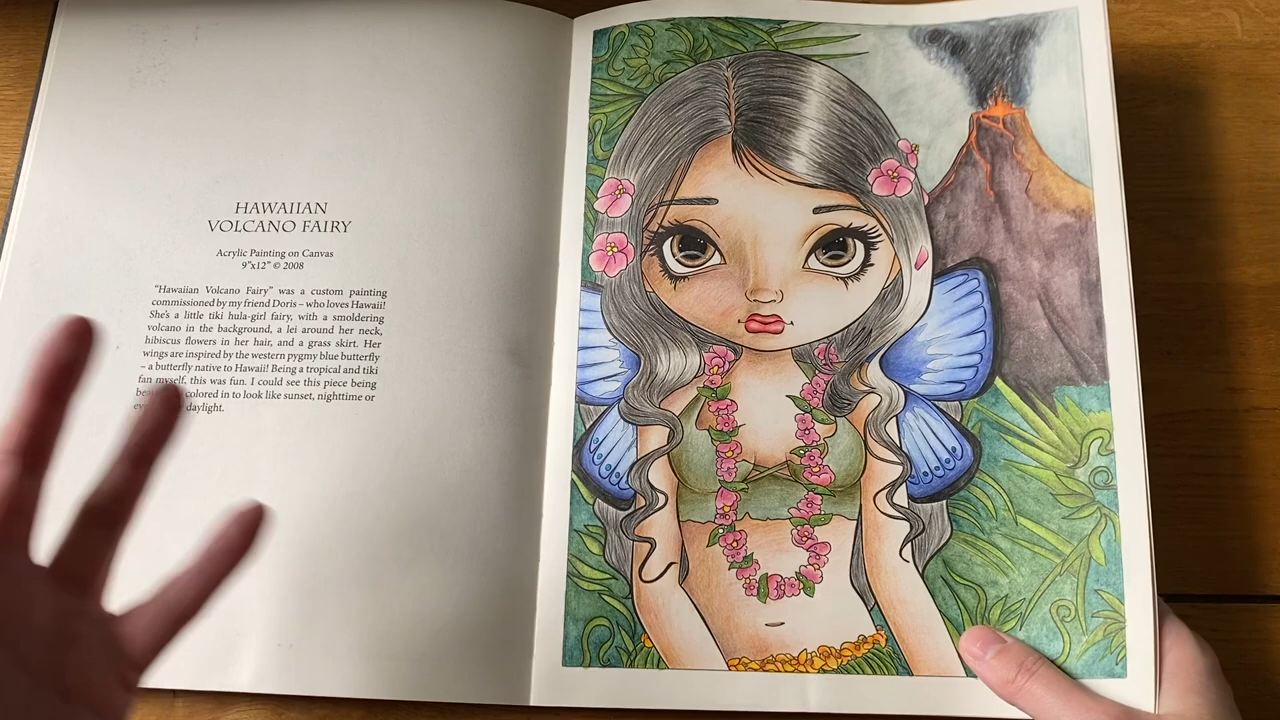 HAWAIIAN
VOLCANO FAIRY
Acrylic Painting on Canvas
9"x12" © 2008
"Hawaiian Volcano Fairy" was a custom painting
commissioned by my friend Doris – who loves Hawaii!
She's a little tiki hula-girl fairy, with a smoldering
volcano in the background, a lei around her neck,
hibiscus flowers in her hair, and a grass skirt. Her
wings are inspired by the western pygmy blue butterfly
– a butterfly native to Hawaii! Being a tropical and tiki
fan myself, this was fun. I could see this piece being
colored in to look like sunset, nighttime or
daylight.